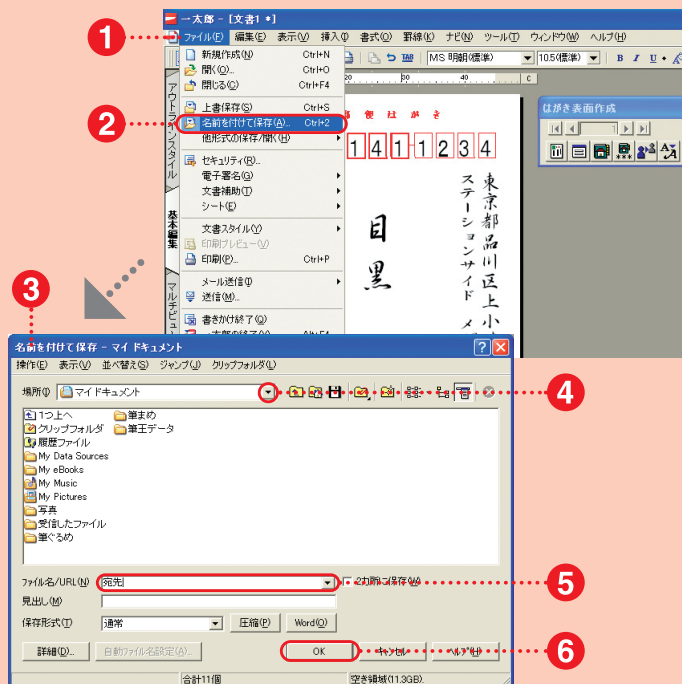 一太郎 - [文書1 *]
ファイル(F) 編集(E) 表示(V) 挿入(I) 書式(O) 罫線(K) ナビ(N) ツール(T) ウィンドウ(W) ヘルプ(H)
1
新規作成(N) Ctrl+N
開く(O)... Ctrl+O
閉じる(C) Ctrl+F4
上書保存(S) Ctrl+S
2
名前を付けて保存(A)... Ctrl+2
他形式の保存/開く(H)
セキュリティ(R)...
電子署名(G)
文書補助(T)
シート(E)
文書スタイル(Y)
印刷プレビュー(V)
印刷(P)... Ctrl+P
メール送信(I)
送信(M)...
書きかけ終了(Q)
MS 明朝(標準) 10.5(標準) B I U
TAB
20 30 40
アウトラインスタイル
基本編集
マルチビュー
郵便はがき
141-1234
東京都品川区上
ステーションサイド
目黒
はがき表面作成
1
3
名前を付けて保存 - マイ ドキュメント
操作(E) 表示(V) 並べ替え(S) ジャンプ(J) クリップフォルダ(L)
場所(I) マイ ドキュメント
4
1つ上へ 筆まめ
クリップフォルダ 筆王データ
履歴ファイル
My Data Sources
My eBooks
My Music
My Pictures
写真
受信したファイル
筆ぐるめ
ファイル名/URL(N) 宛先 2カ所に保存(W)
5
見出し(M)
保存形式(T) 通常 圧縮(P) Word(O)
詳細(D)... 自動ファイル名設定(A)... OK キャンセル ヘルプ(H)
6
合計11個 空き領域(11.3GB).